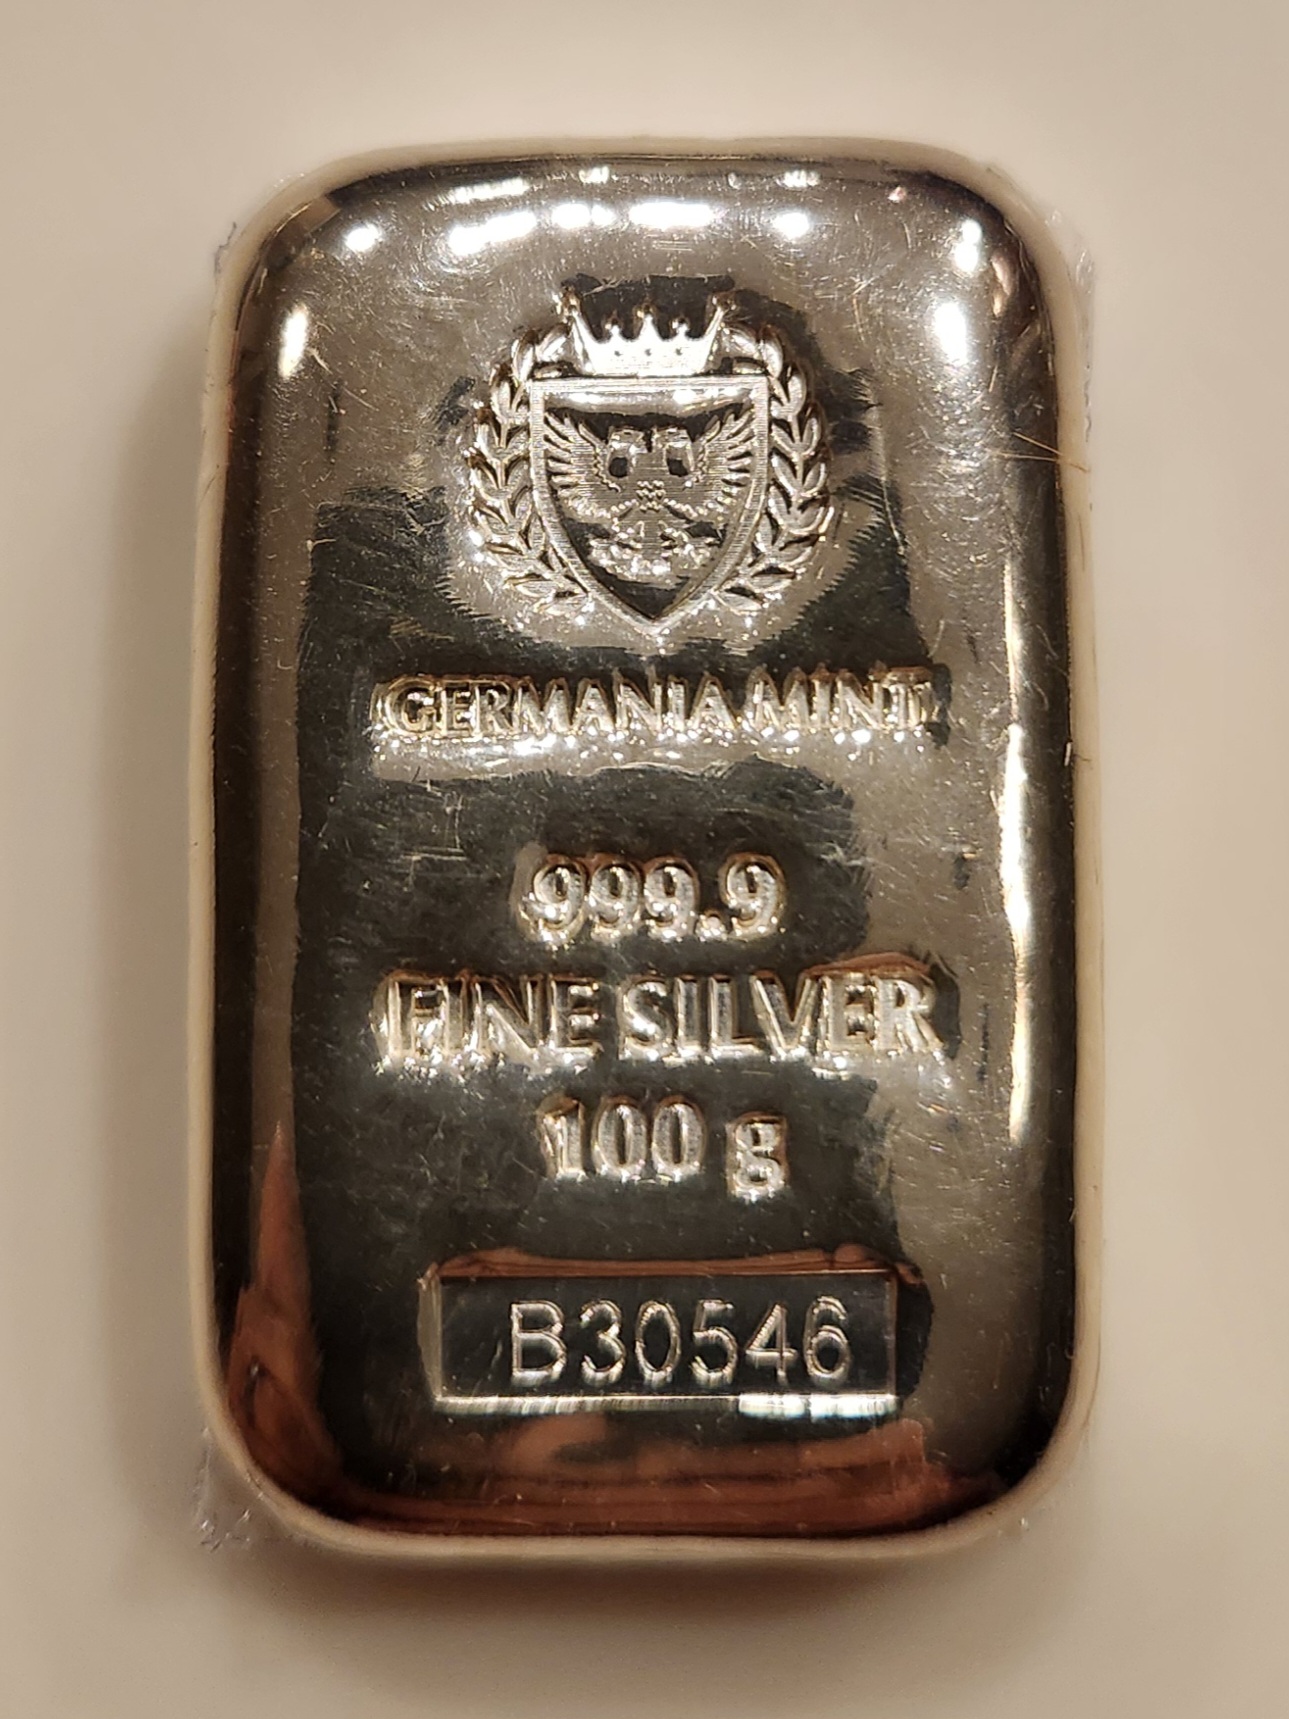 GERMANIA MINT
999.9
FINE SILVER
100 g
B30546